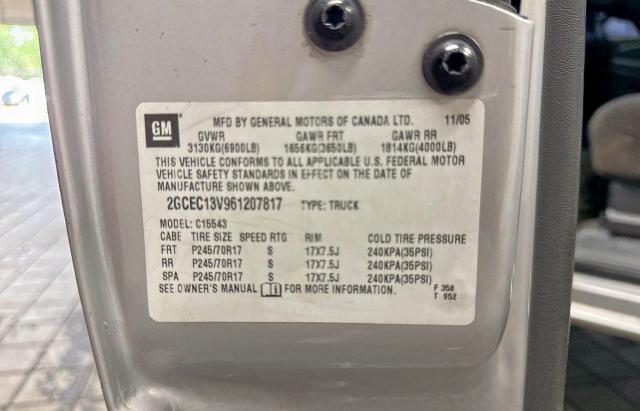 GM MFD BY GENERAL MOTORS OF CANADA LTD. 11/05
GVWR GAWR FRT GAWR RR
3130KG(6900LB) 1656KG(3650LB) 1814KG(4000LB)
THIS VEHICLE CONFORMS TO ALL APPLICABLE U.S. FEDERAL MOTOR
VEHICLE SAFETY STANDARDS IN EFFECT ON THE DATE OF
MANUFACTURE SHOWN ABOVE.
2GCEC13V961207817 TYPE: TRUCK
MODEL: C15543
CABE TIRE SIZE SPEED RTG RIM COLD TIRE PRESSURE
FRT P245/70R17 S 17X7.5J 240KPA(35PSI)
RR P245/70R17 S 17X7.5J 240KPA(35PSI)
SPA P245/70R17 S 17X7.5J 240KPA(35PSI)
SEE OWNER'S MANUAL FOR MORE INFORMATION. F 358
T 952